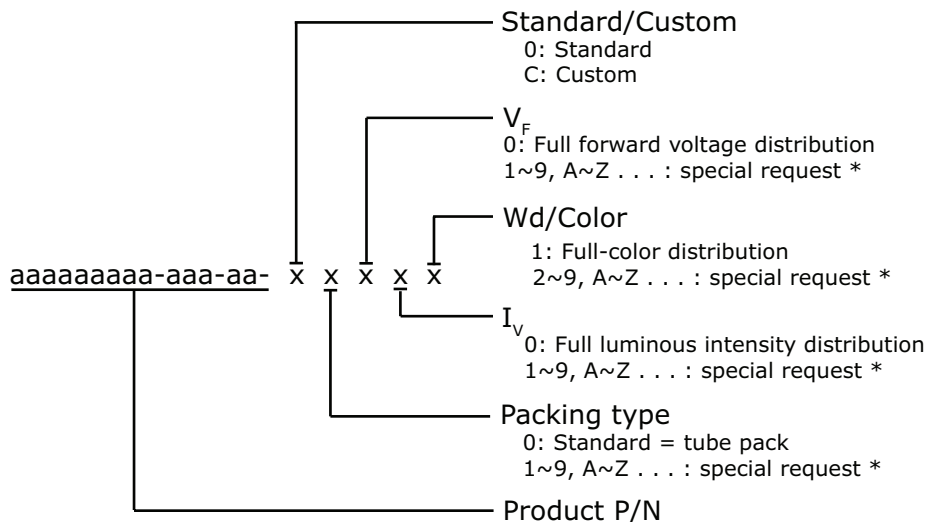 Standard/Custom
0: Standard
C: Custom
VF
0: Full forward voltage distribution
1~9, A~Z . . . : special request *
Wd/Color
1: Full-color distribution
2~9, A~Z . . . : special request *
aaaaaaaaa-aaa-aa- x x x x x
IV
0: Full luminous intensity distribution
1~9, A~Z . . . : special request *
Packing type
0: Standard = tube pack
1~9, A~Z . . . : special request *
Product P/N